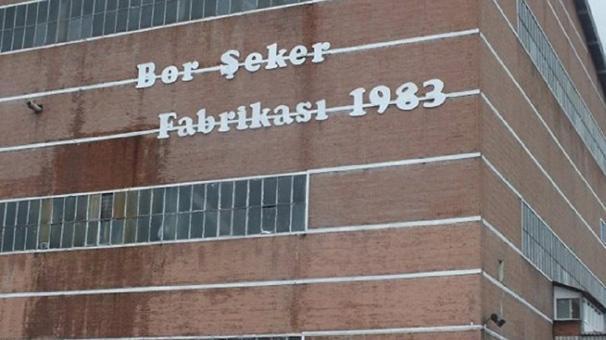 Bor Şeker
Fabrikası 1983